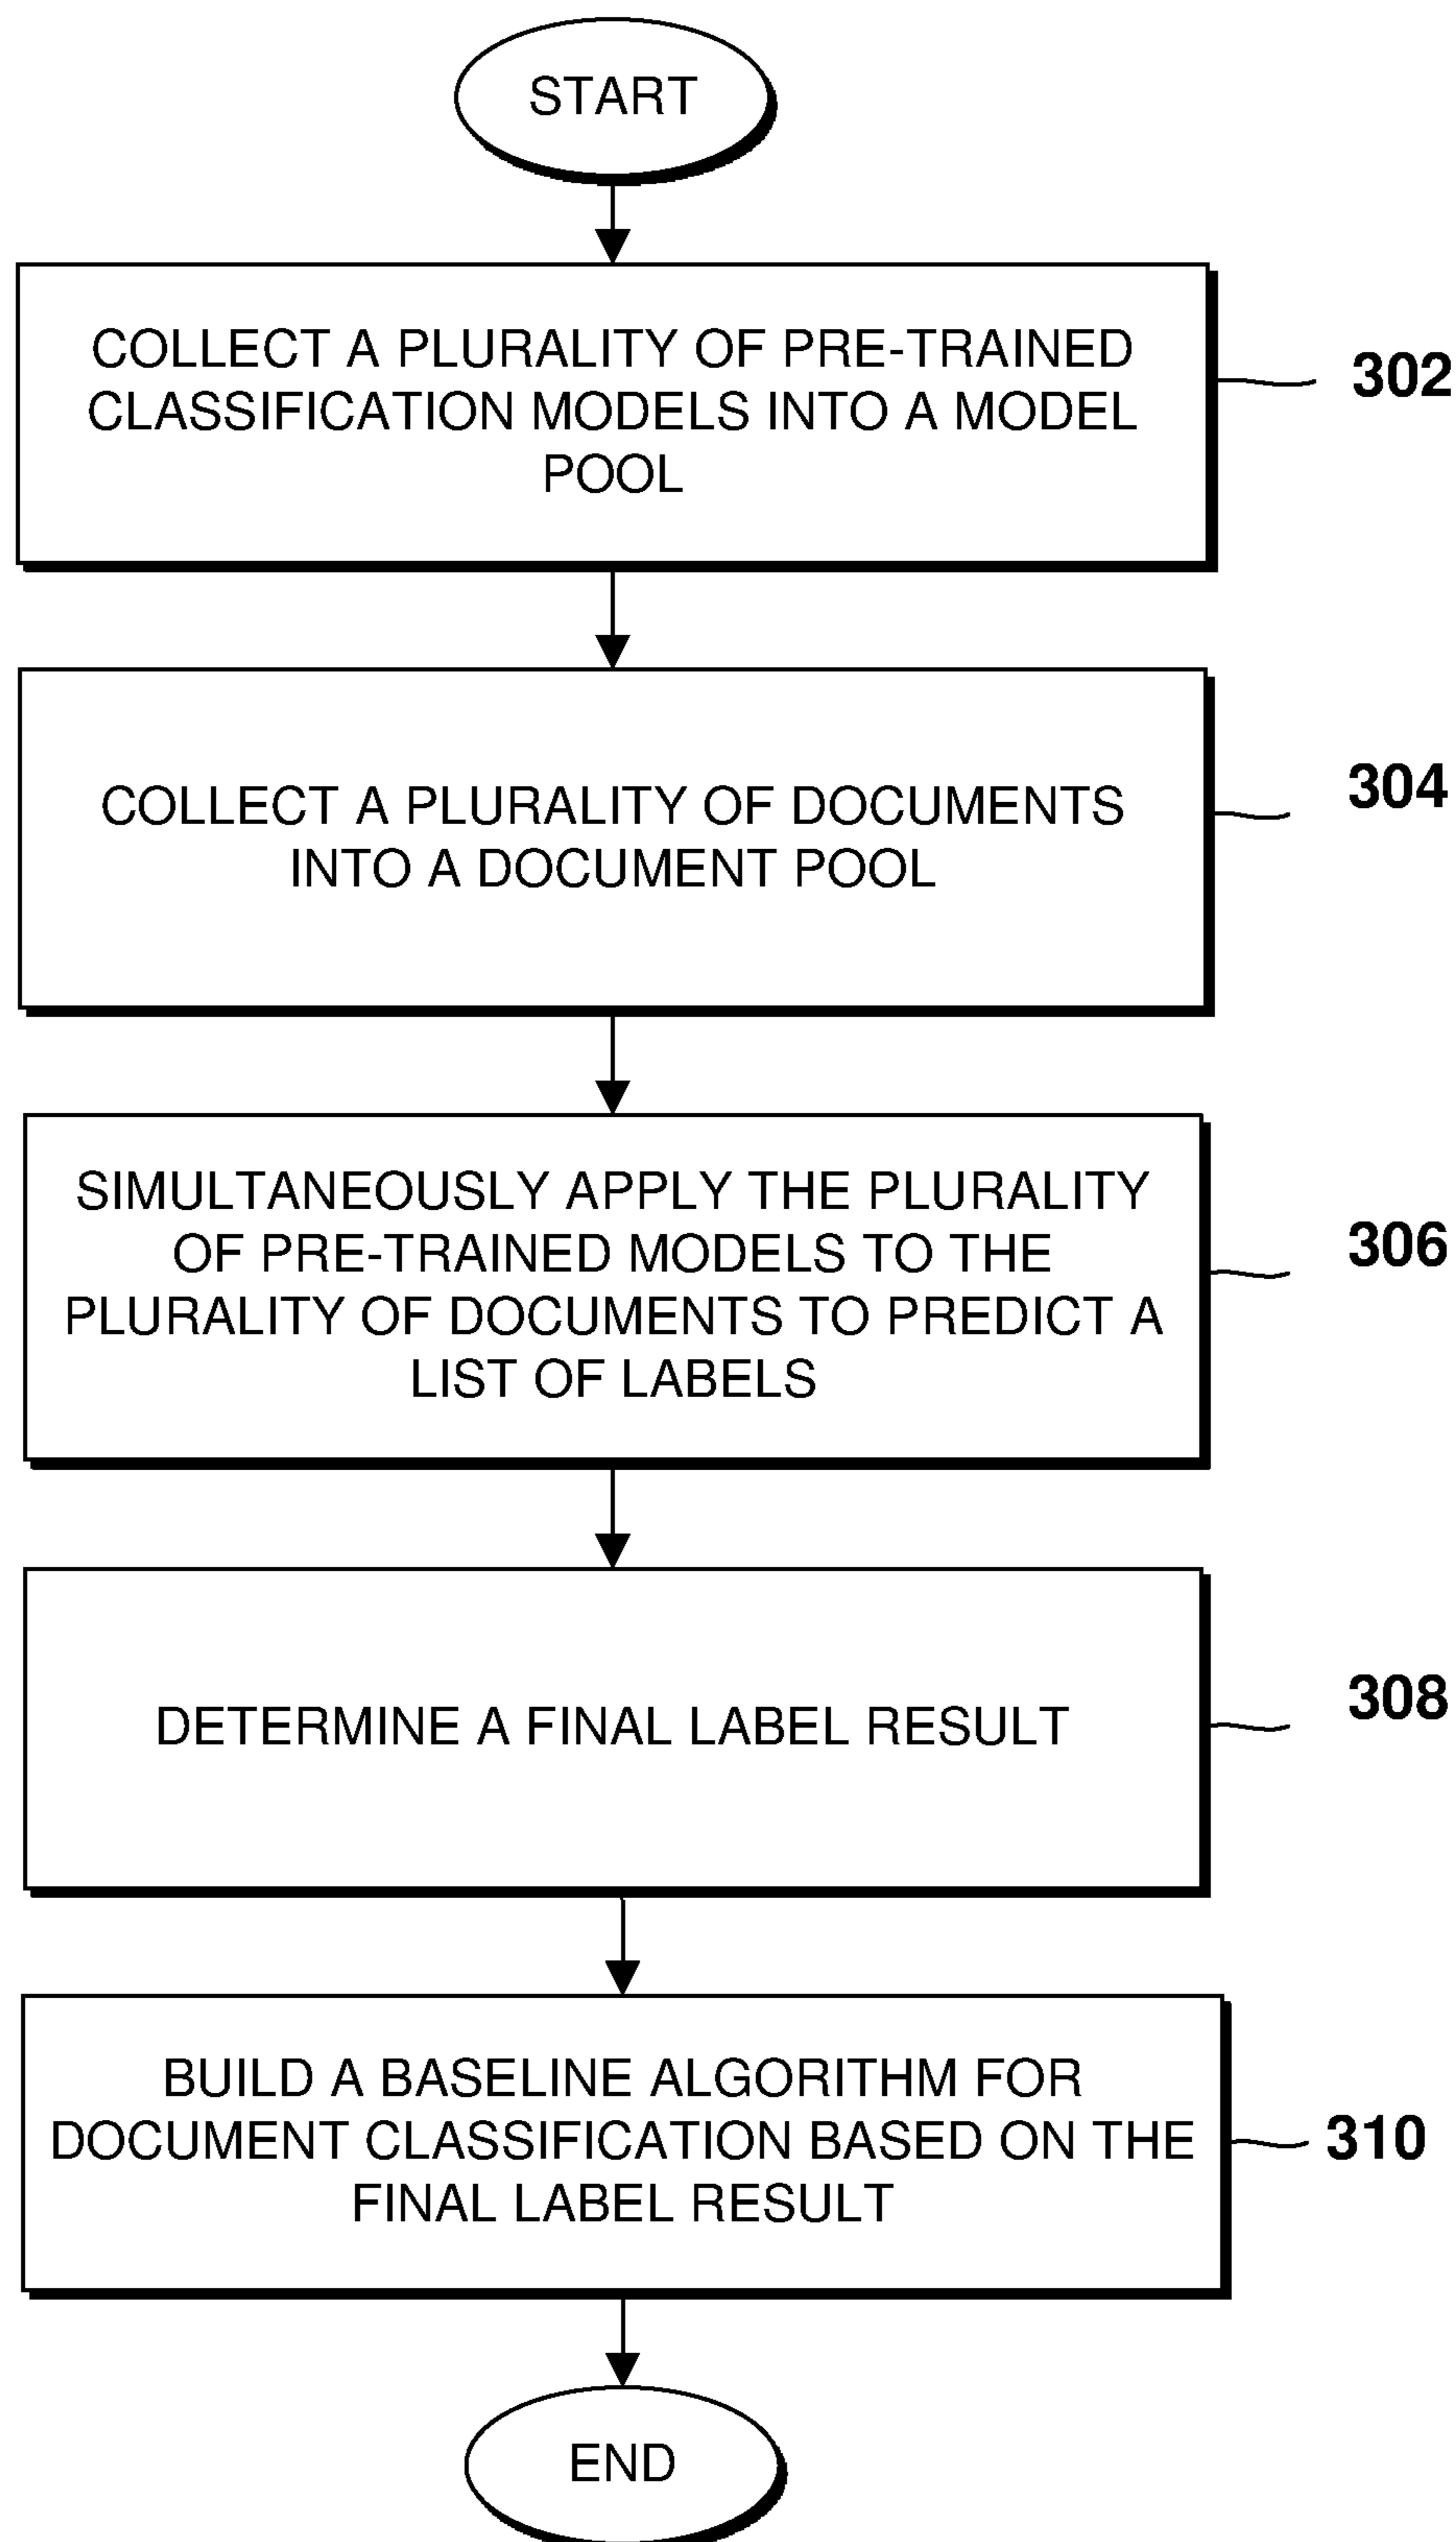 START
COLLECT A PLURALITY OF PRE-TRAINED
CLASSIFICATION MODELS INTO A MODEL
POOL
302
COLLECT A PLURALITY OF DOCUMENTS
INTO A DOCUMENT POOL
304
SIMULTANEOUSLY APPLY THE PLURALITY
OF PRE-TRAINED MODELS TO THE
PLURALITY OF DOCUMENTS TO PREDICT A
LIST OF LABELS
306
DETERMINE A FINAL LABEL RESULT
308
BUILD A BASELINE ALGORITHM FOR
DOCUMENT CLASSIFICATION BASED ON THE
FINAL LABEL RESULT
310
END